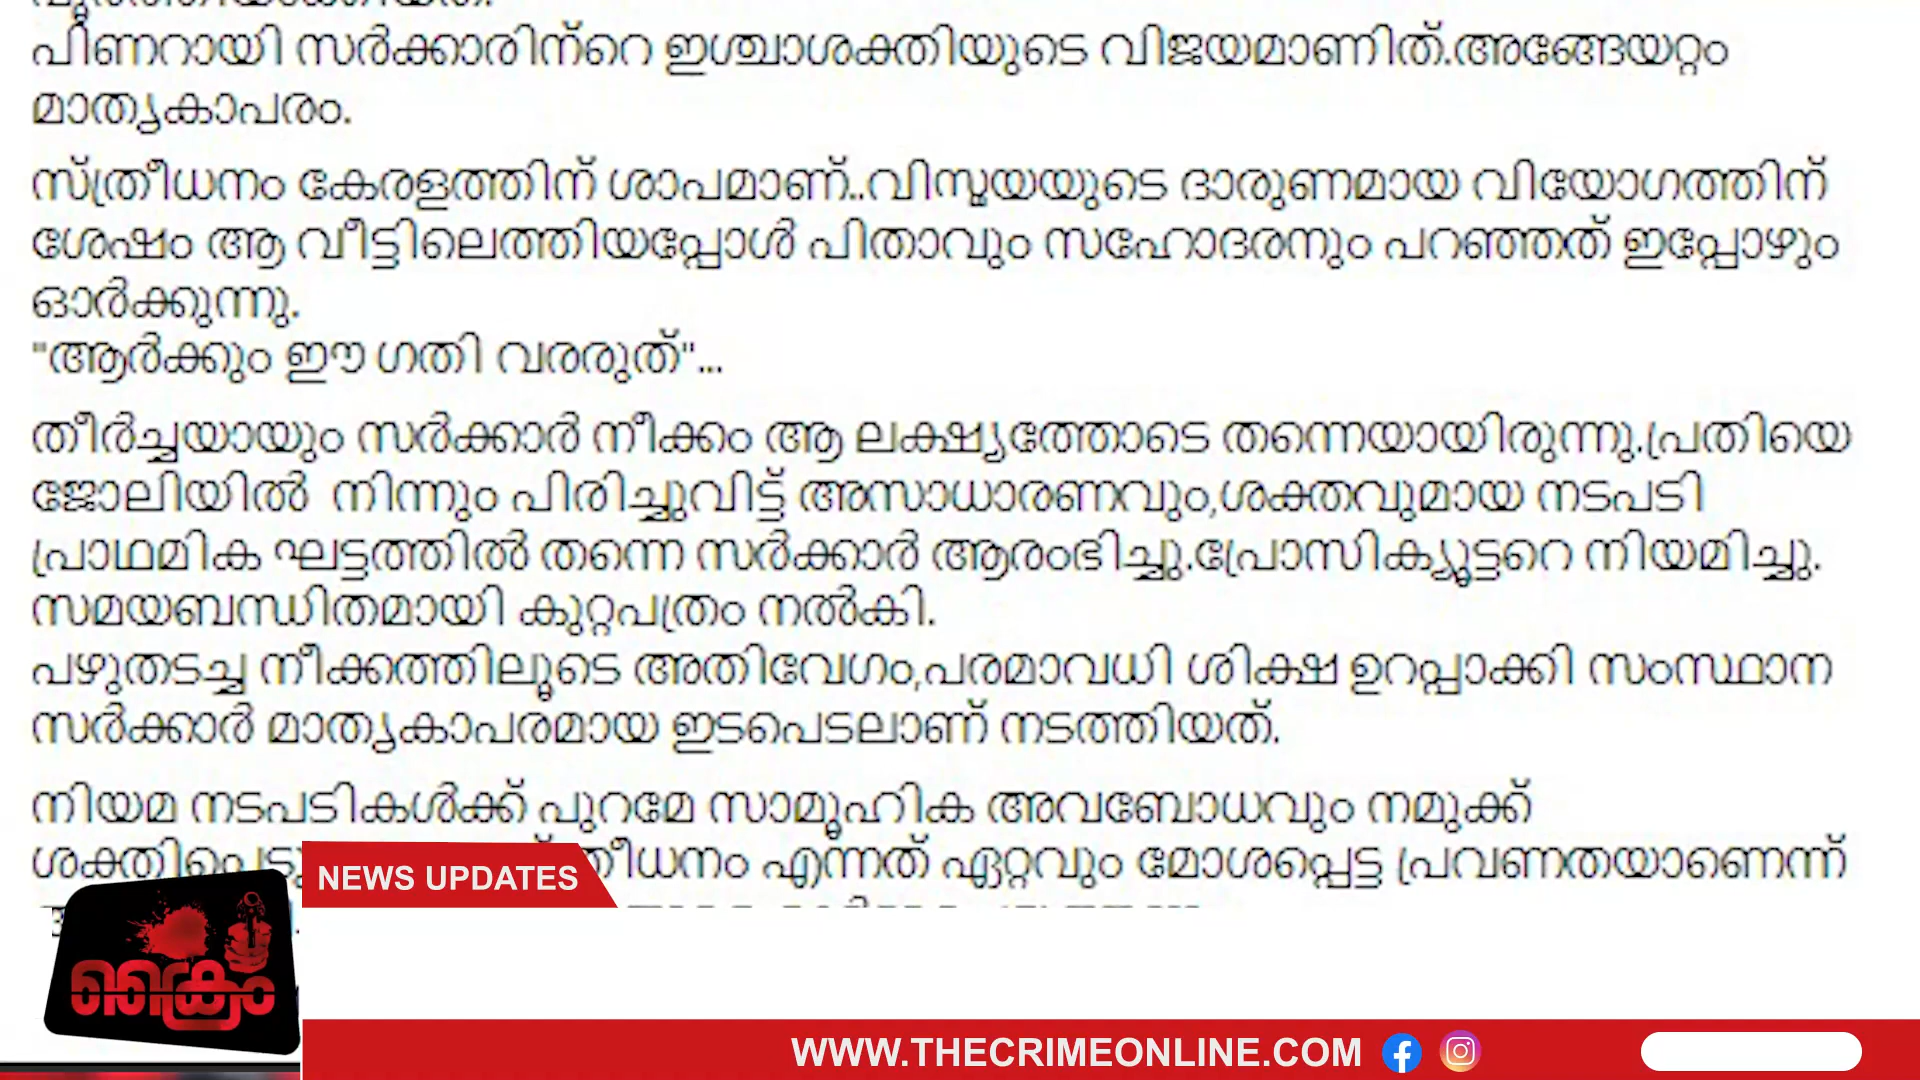 പിണറായി സർക്കാരിന്റെ ഇശ്ചാശക്തിയുടെ വിജയമാണിത്.അങ്ങേയറ്റം
മാതൃകാപരം.
സ്ത്രീധനം കേരളത്തിന് ശാപമാണ്..വിസ്മയയുടെ ദാരുണമായ വിയോഗത്തിന്
ശേഷം ആ വീട്ടിലെത്തിയപ്പോൾ പിതാവും സഹോദരനും പറഞ്ഞത് ഇപ്പോഴും
ഓർക്കുന്നു.
"ആർക്കും ഈ ഗതി വരരുത്"...
തീർച്ചയായും സർക്കാർ നീക്കം ആ ലക്ഷ്യത്തോടെ തന്നെയായിരുന്നു.പ്രതിയെ
ജോലിയിൽ നിന്നും പിരിച്ചുവിട്ട് അസാധാരണവും,ശക്തവുമായ നടപടി
പ്രാഥമിക ഘട്ടത്തിൽ തന്നെ സർക്കാർ ആരംഭിച്ചു.പ്രോസിക്യൂട്ടറെ നിയമിച്ചു.
സമയബന്ധിതമായി കുറ്റപത്രം നൽകി.
പഴുതടച്ച നീക്കത്തിലൂടെ അതിവേഗം,പരമാവധി ശിക്ഷ ഉറപ്പാക്കി സംസ്ഥാന
സർക്കാർ മാതൃകാപരമായ ഇടപെടലാണ് നടത്തിയത്.
നിയമ നടപടികൾക്ക് പുറമേ സാമൂഹിക അവബോധവും നമുക്ക്
എന്നത് ഏറ്റവും മോശപ്പെട്ട പ്രവണതയാണെന്ന്
NEWS UPDATES
ക്രൈം
WWW.THECRIMEONLINE.COM